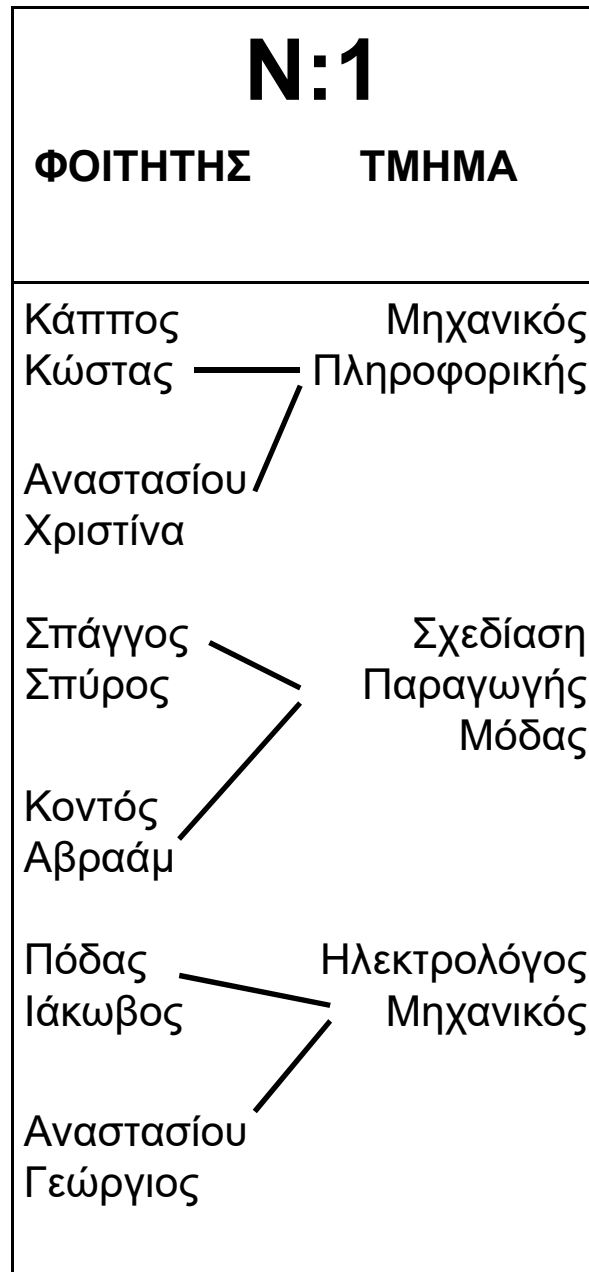 N:1
ΦΟΙΤΗΤΗΣ ΤΜΗΜΑ
Κάππος Μηχανικός
Κώστας Πληροφορικής
Αναστασίου
Χριστίνα
Σπάγγος Σχεδίαση
Σπύρος Παραγωγής
Μόδας
Κοντός
Αβραάμ
Πόδας Ηλεκτρολόγος
Ιάκωβος Μηχανικός
Αναστασίου
Γεώργιος